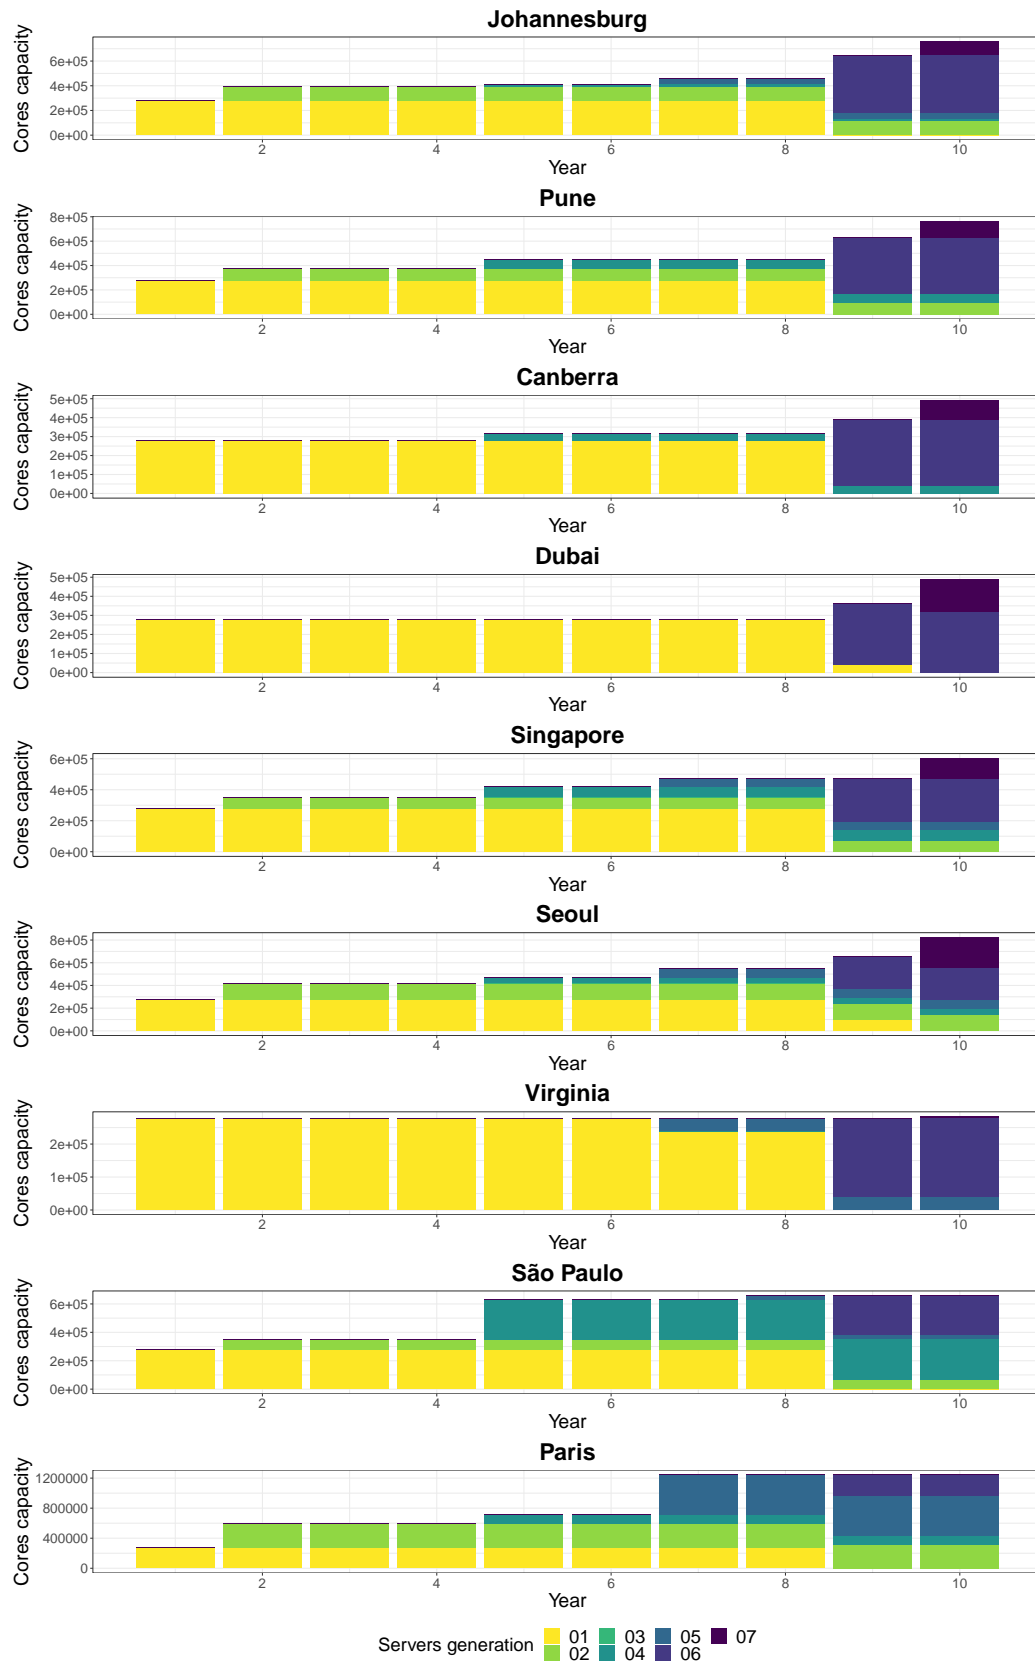 Johannesburg
Cores capacity
6e+05
4e+05
2e+05
0e+00
2 4 6 8 10
Year
Pune
Cores capacity
8e+05
6e+05
4e+05
2e+05
0e+00
2 4 6 8 10
Year
Canberra
Cores capacity
5e+05
4e+05
3e+05
2e+05
1e+05
0e+00
2 4 6 8 10
Year
Dubai
Cores capacity
5e+05
4e+05
3e+05
2e+05
1e+05
0e+00
2 4 6 8 10
Year
Singapore
Cores capacity
6e+05
4e+05
2e+05
0e+00
2 4 6 8 10
Year
Seoul
Cores capacity
8e+05
6e+05
4e+05
2e+05
0e+00
2 4 6 8 10
Year
Virginia
Cores capacity
2e+05
1e+05
0e+00
2 4 6 8 10
Year
São Paulo
Cores capacity
6e+05
4e+05
2e+05
0e+00
2 4 6 8 10
Year
Paris
Cores capacity
1200000
800000
400000
0
2 4 6 8 10
Year
Servers generation
01 03 05 07
02 04 06